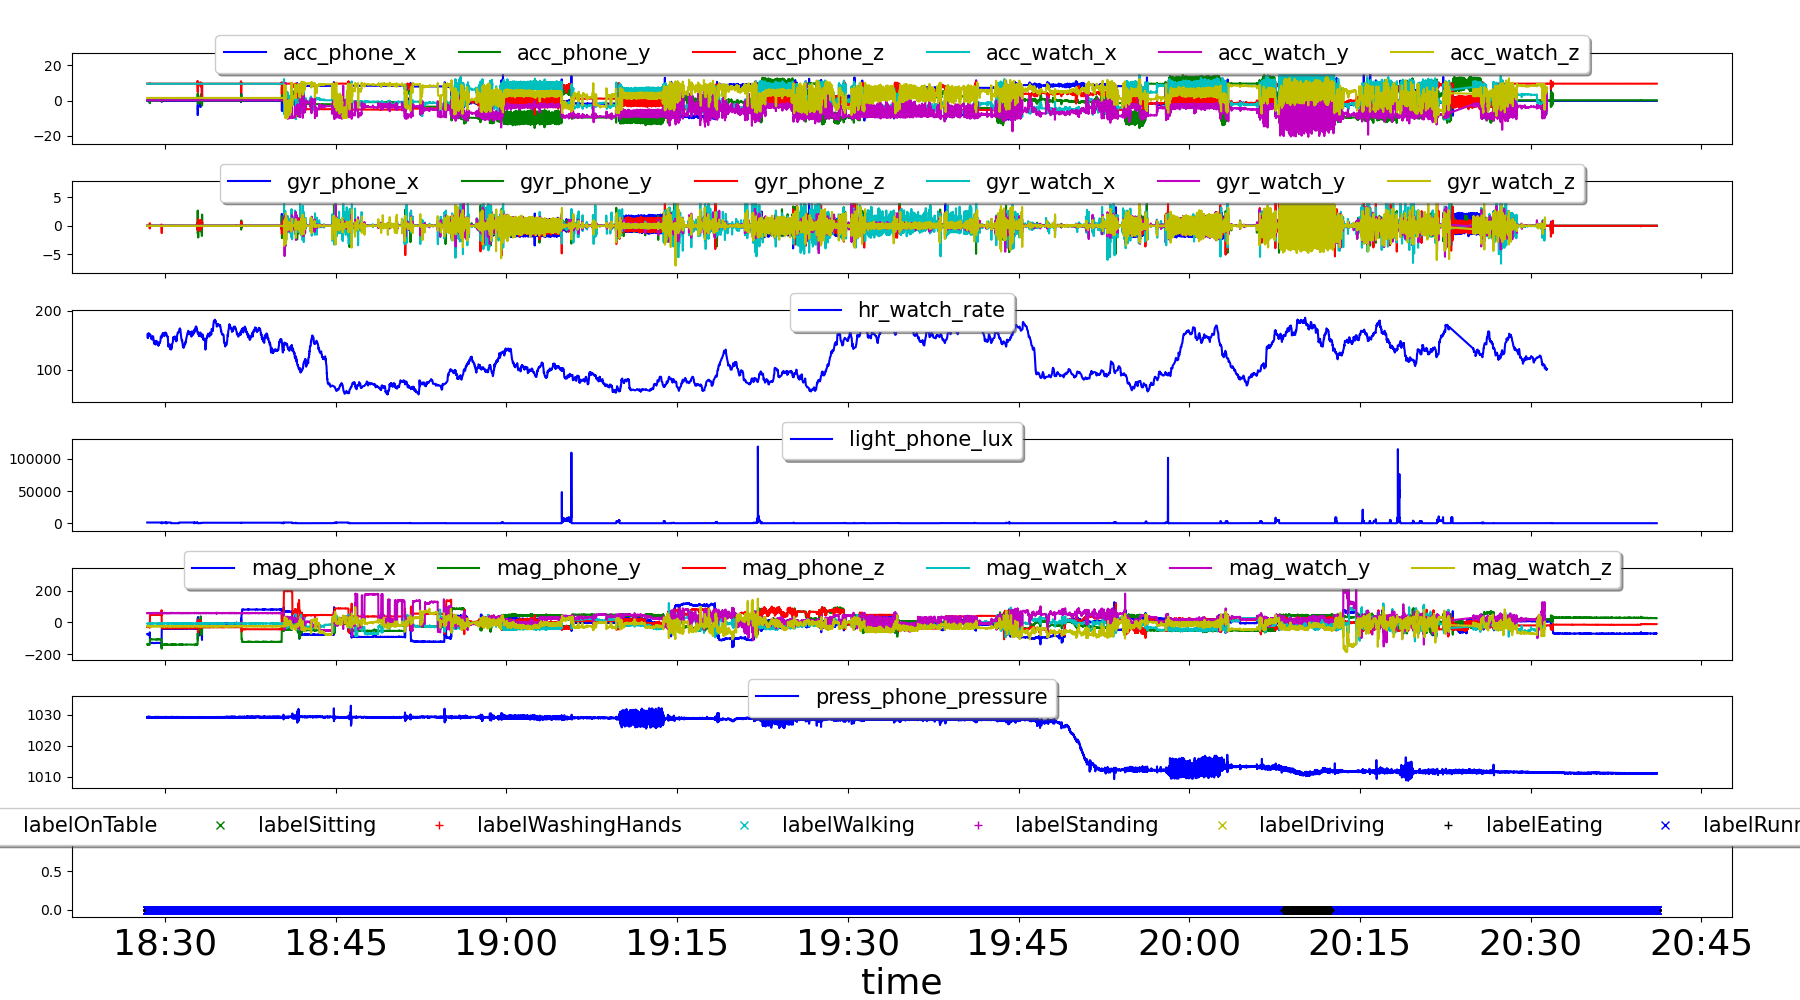 acc_phone_x acc_phone_y acc_phone_z acc_watch_x acc_watch_y acc_watch_z
20
0
−20
gyr_phone_x gyr_phone_y gyr_phone_z gyr_watch_x gyr_watch_y gyr_watch_z
5
0
−5
hr_watch_rate
200
100
light_phone_lux
100000
50000
0
mag_phone_x mag_phone_y mag_phone_z mag_watch_x mag_watch_y mag_watch_z
200
0
−200
press_phone_pressure
1030
1020
1010
labelOnTable labelSitting labelWashingHands labelWalking labelStanding labelDriving labelEating labelRunn
0.5
0.0
18:30 18:45 19:00 19:15 19:30 19:45 20:00 20:15 20:30 20:45
time